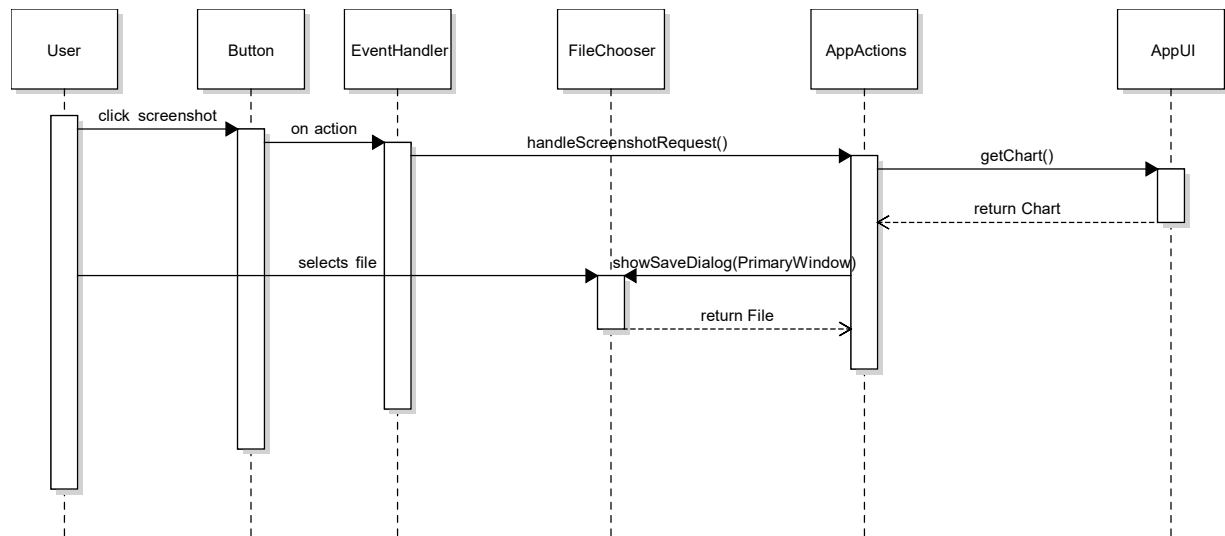 User
Button
EventHandler
FileChooser
AppActions
AppUI
click screenshot
on action
handleScreenshotRequest()
getChart()
return Chart
selects file
showSaveDialog(PrimaryWindow)
return File